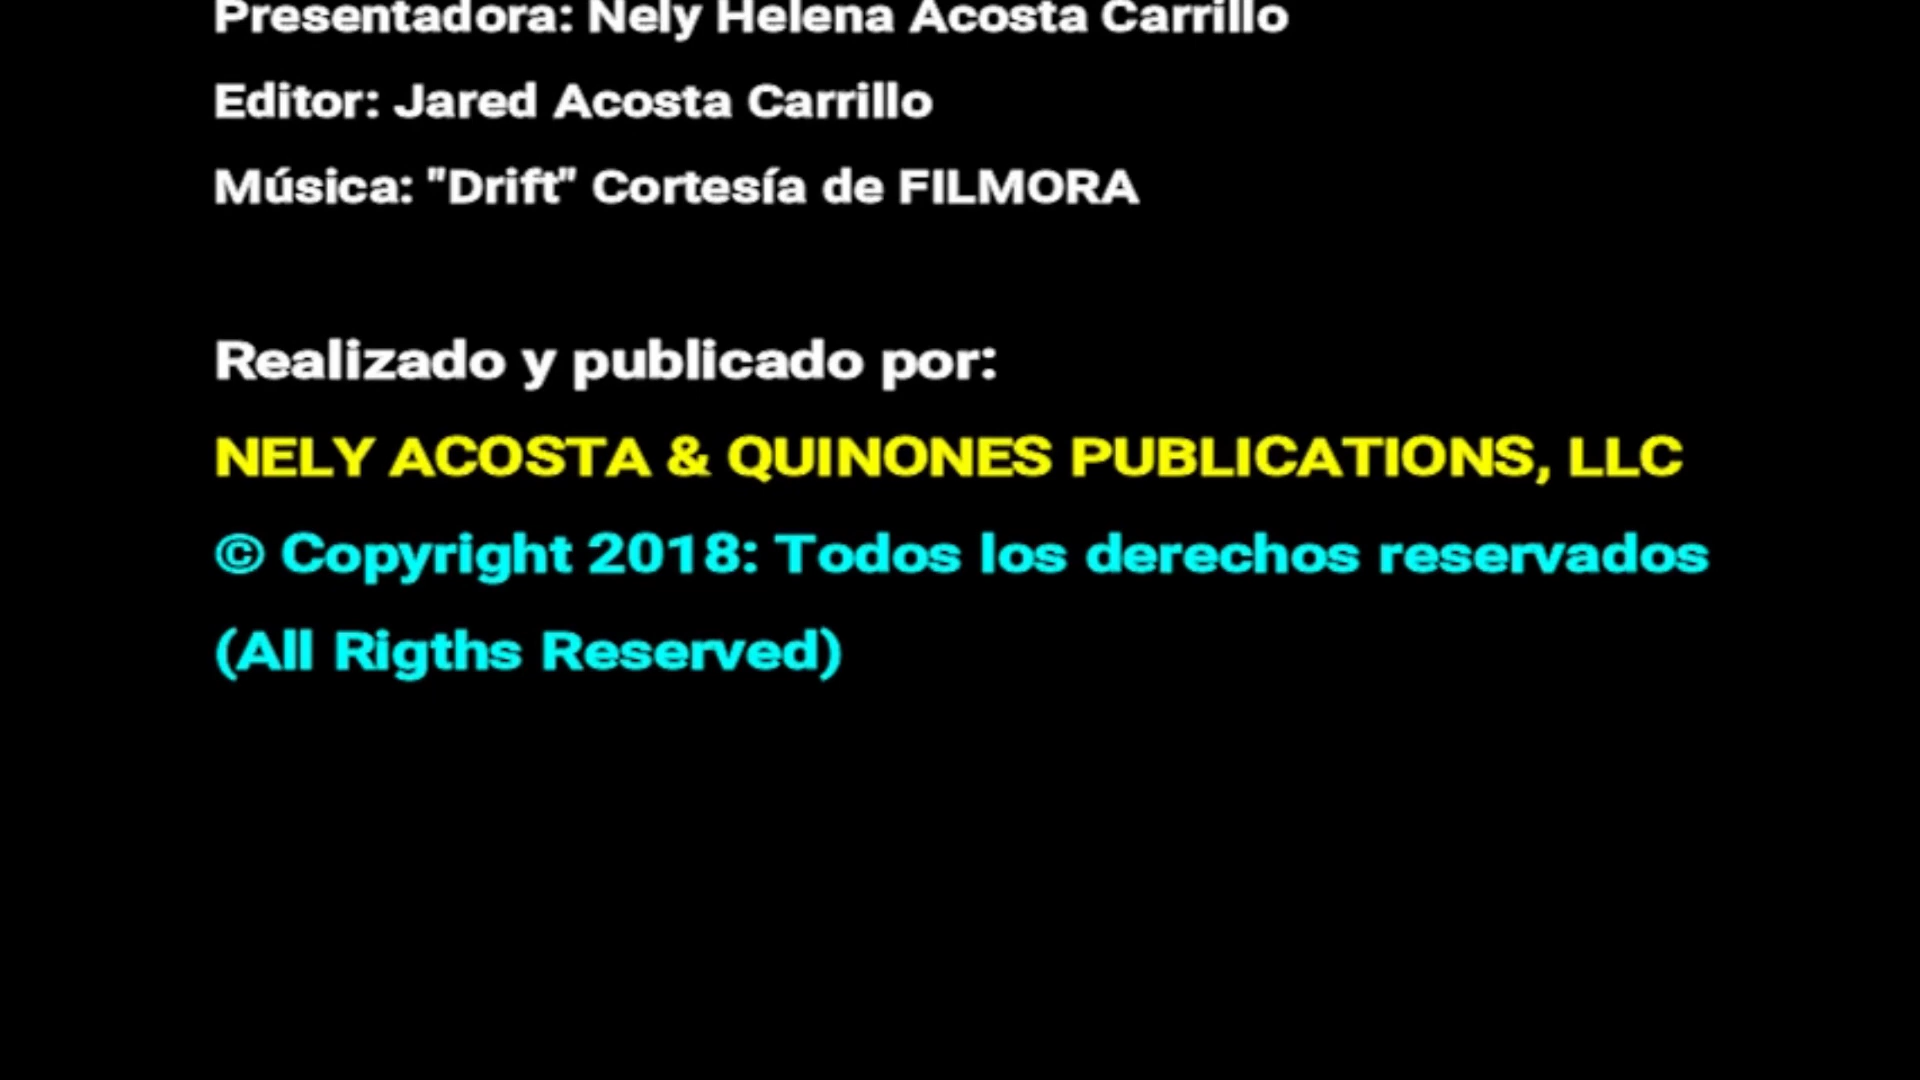 Presentadora: Nely Helena Acosta Carrillo
Editor: Jared Acosta Carrillo
Música: "Drift" Cortesía de FILMORA
Realizado y publicado por:
NELY ACOSTA & QUINONES PUBLICATIONS, LLC
© Copyright 2018: Todos los derechos reservados
(All Rigths Reserved)